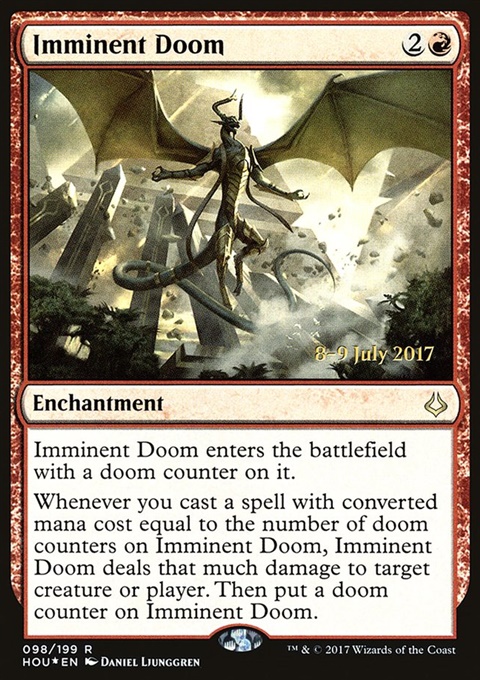 Imminent Doom 2
8–9 July 2017
Enchantment
Imminent Doom enters the battlefield
with a doom counter on it.
Whenever you cast a spell with converted
mana cost equal to the number of doom
counters on Imminent Doom, Imminent
Doom deals that much damage to target
creature or player. Then put a doom
counter on Imminent Doom.
098/199 R
HOU★EN Daniel Ljunggren ™ & © 2017 Wizards of the Coast